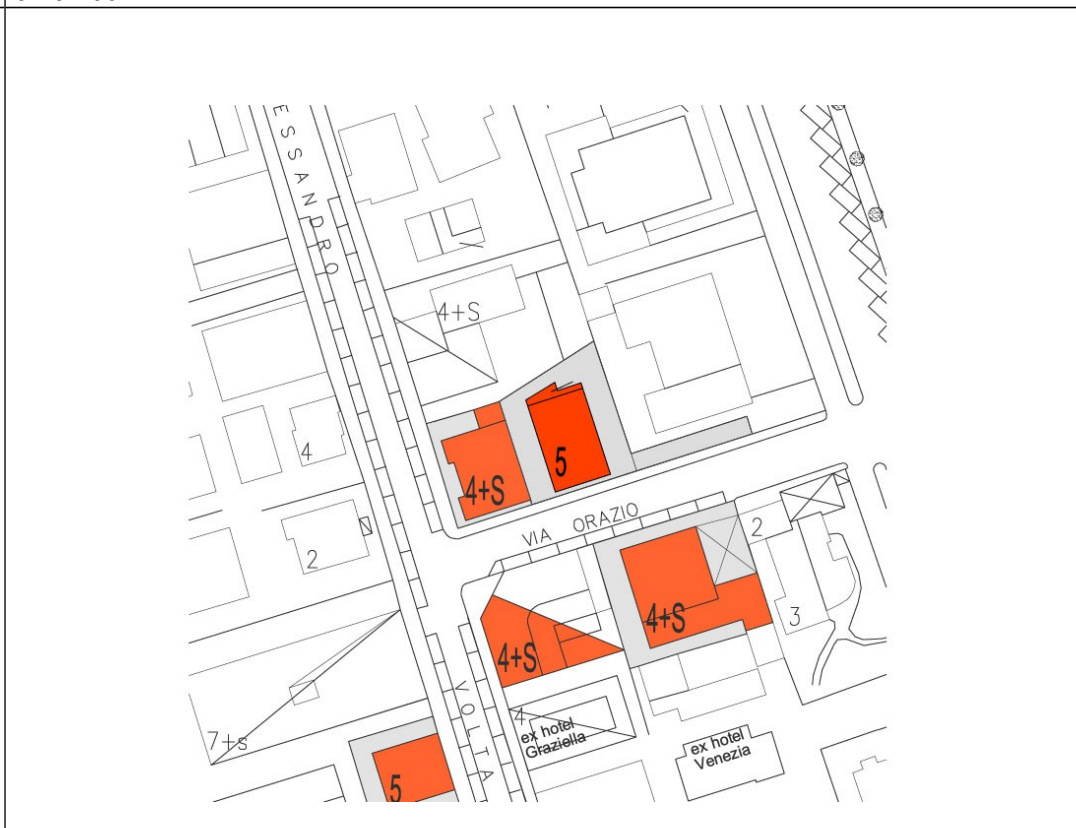 ESSANDRO
4+S
4
4+S
5
VIA ORAZIO
2
2
4+S
3
4+S
VOLTA
4
ex hotel
Graziella
7+s
ex hotel
Venezia
5